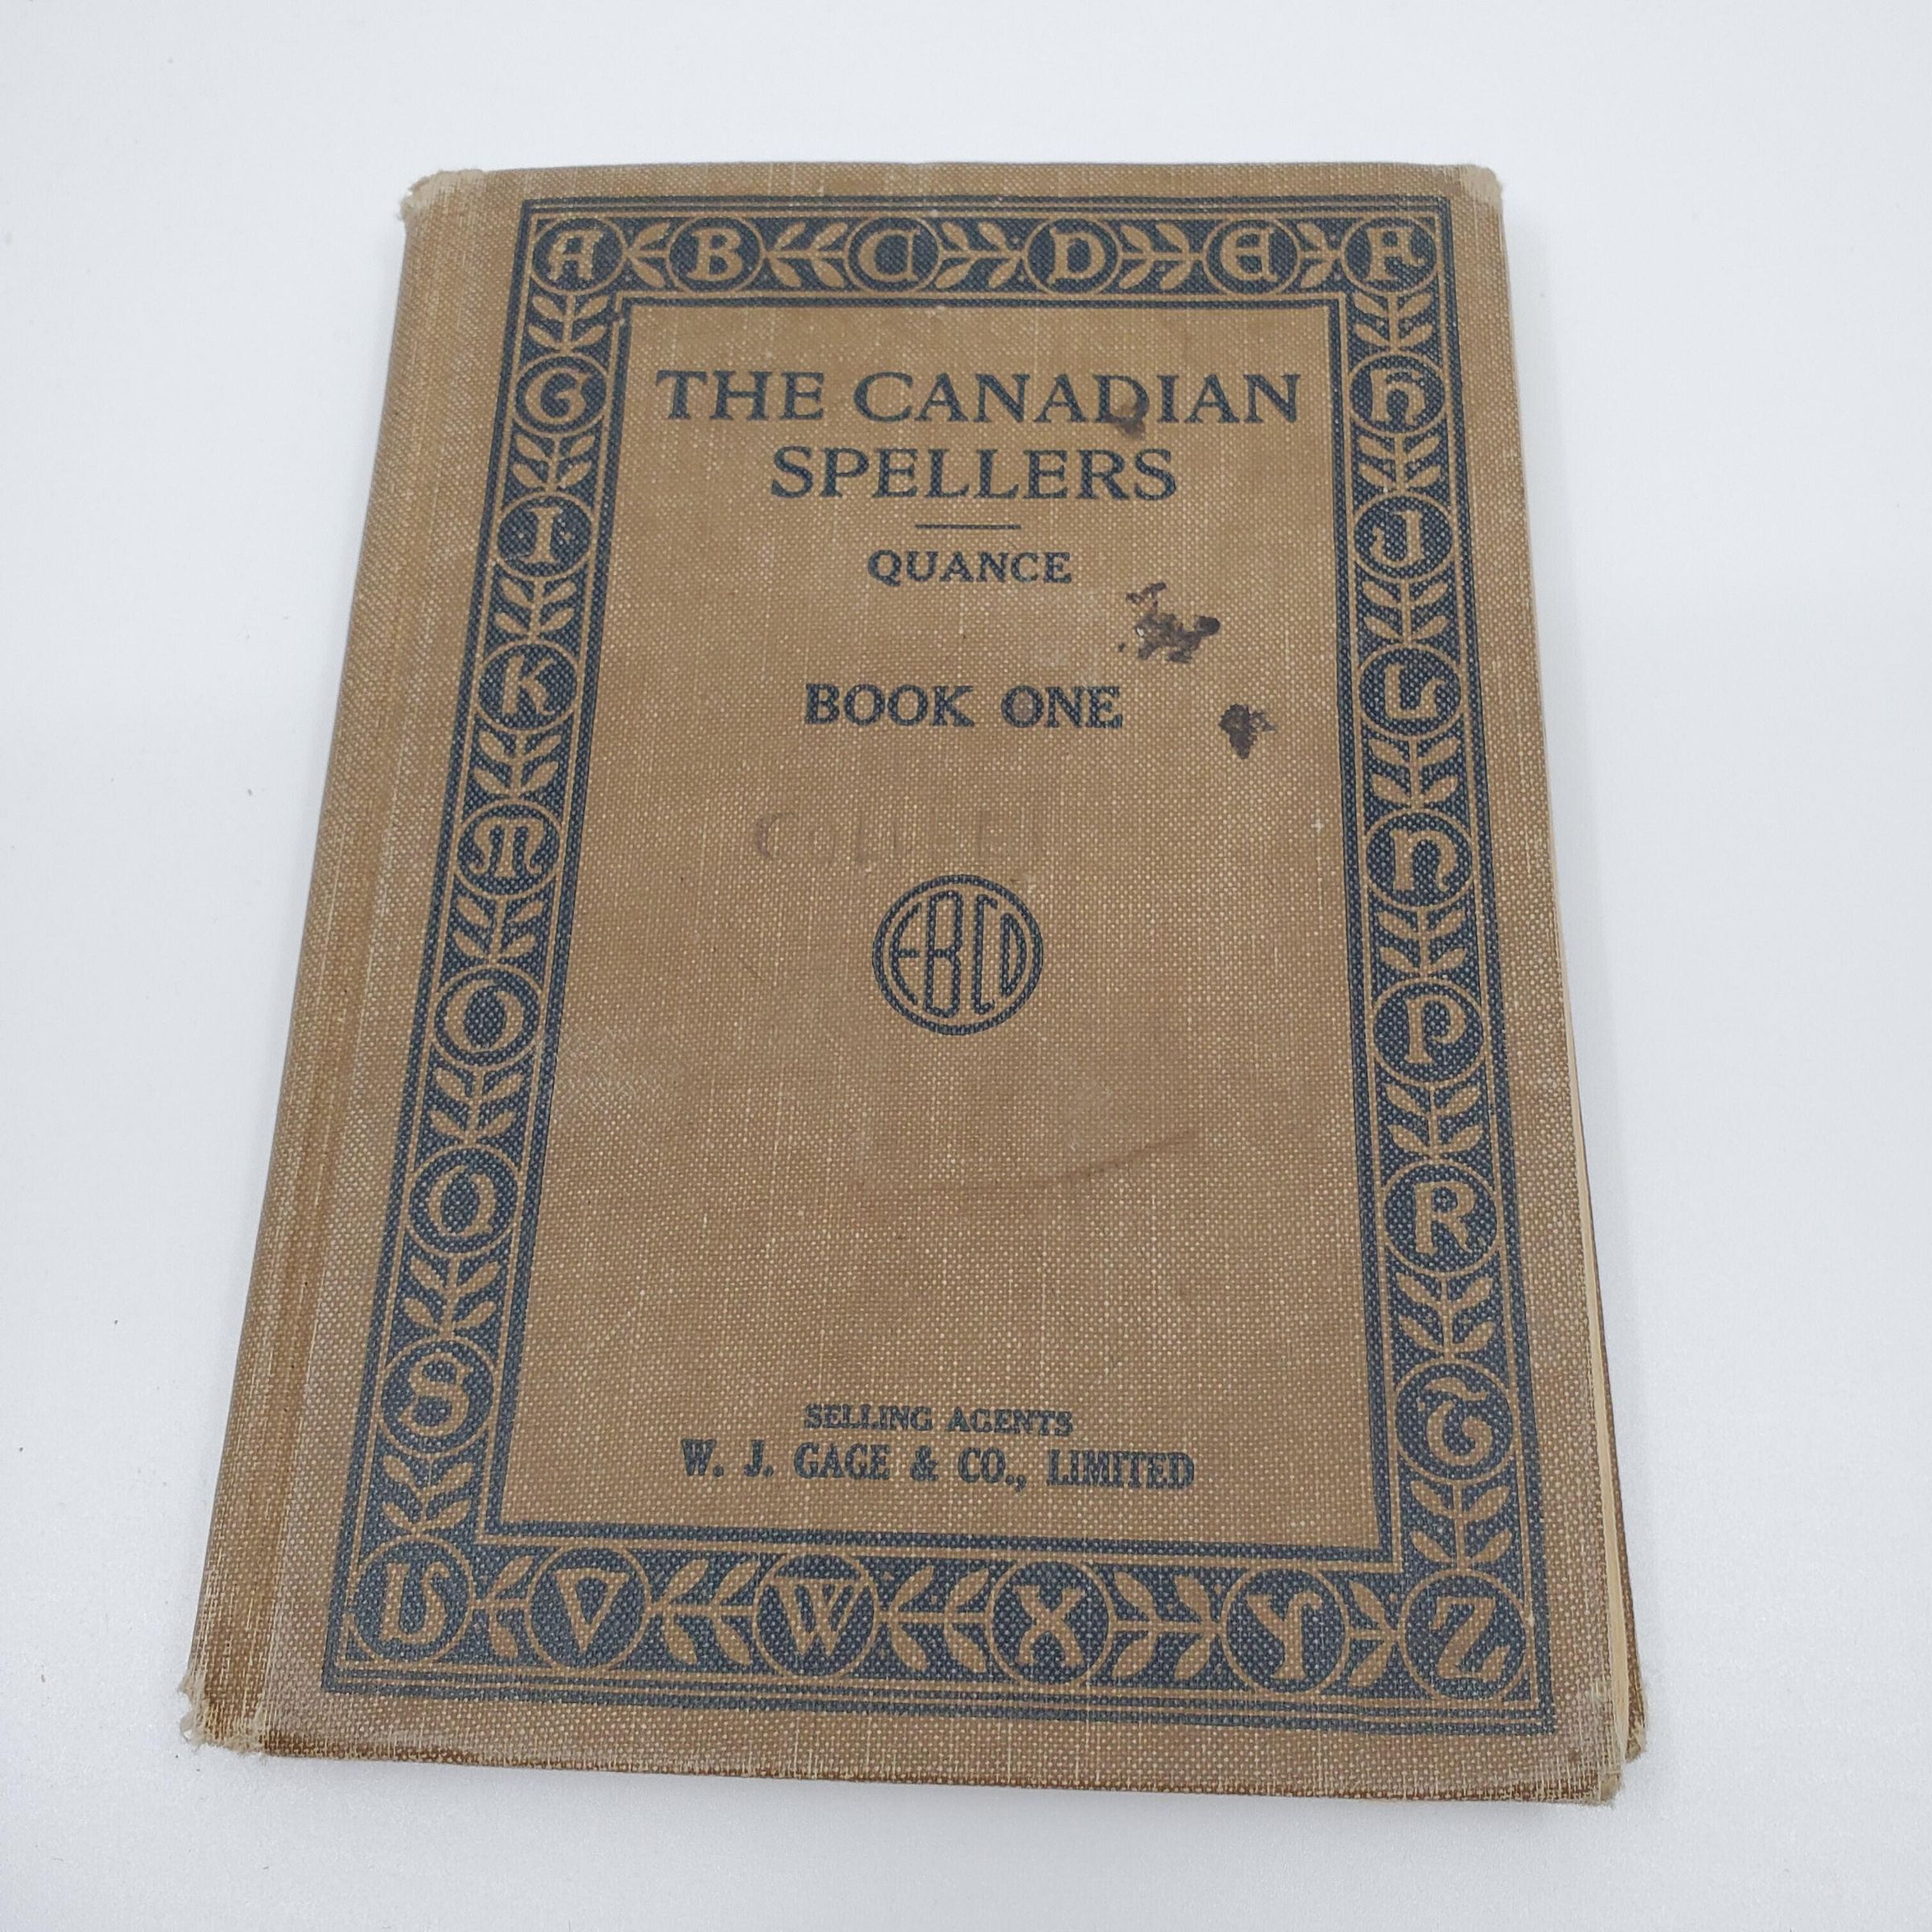 A B C D E F
G H
I J
K L
M N
O P
Q R
S T
U V W X Y Z
THE CANADIAN
SPELLERS
QUANCE
BOOK ONE
EBCO
SELLING AGENTS
W. J. GAGE & CO., LIMITED